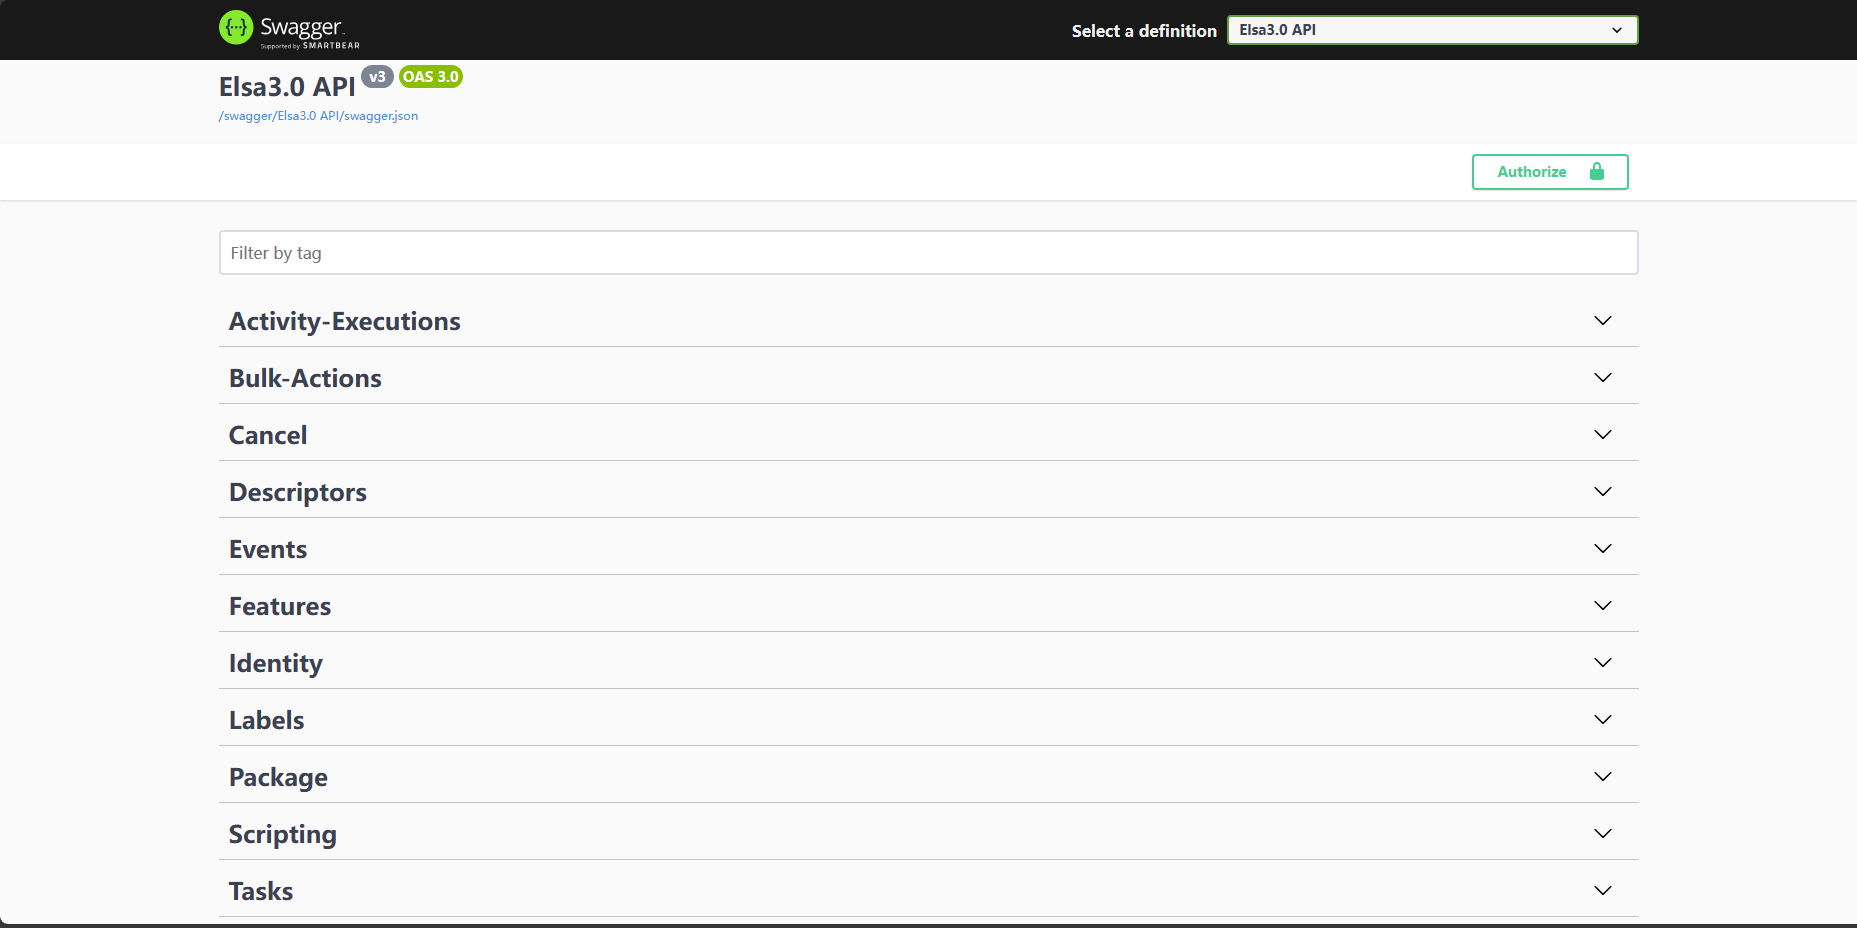 Swagger
Supported by SMARTBEAR
Select a definition
Elsa3.0 API
Elsa3.0 API v3 OAS 3.0
/swagger/Elsa3.0 API/swagger.json
Authorize
Filter by tag
Activity-Executions
Bulk-Actions
Cancel
Descriptors
Events
Features
Identity
Labels
Package
Scripting
Tasks